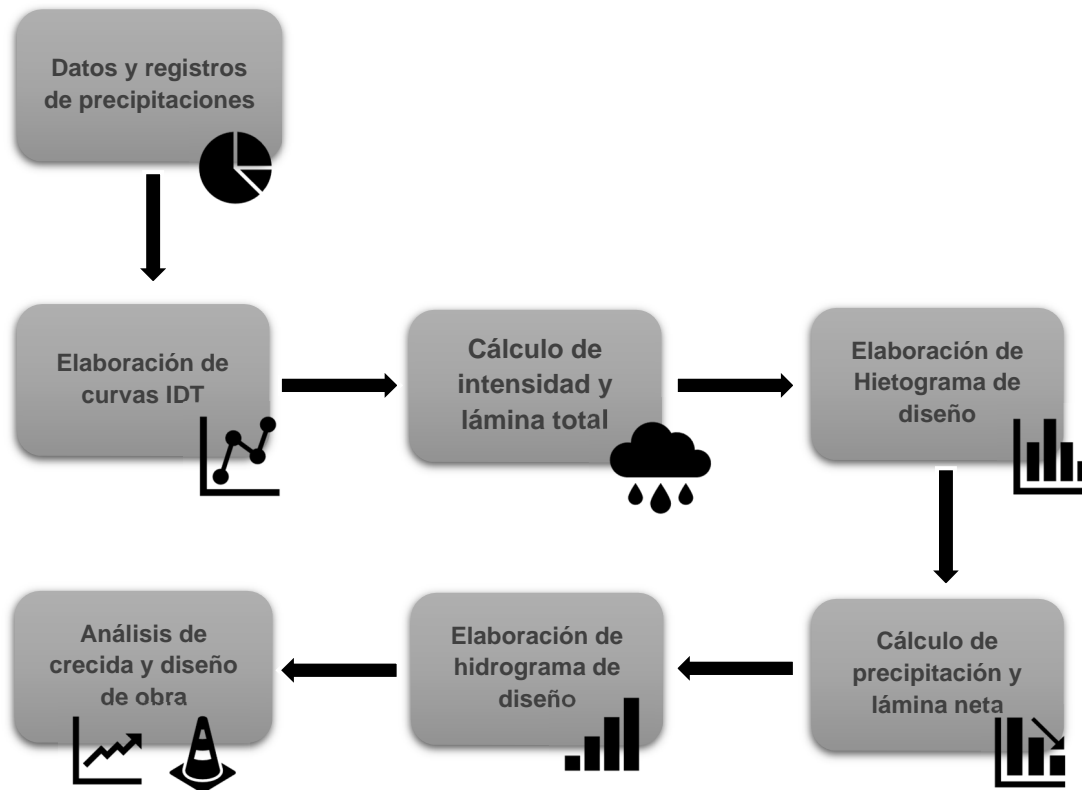 Datos y registros
de precipitaciones
Elaboración de
curvas IDT
Cálculo de
intensidad y
lámina total
Elaboración de
Hietograma de
diseño
Cálculo de
precipitación y
lámina neta
Elaboración de
hidrograma de
diseño
Análisis de
crecida y diseño
de obra